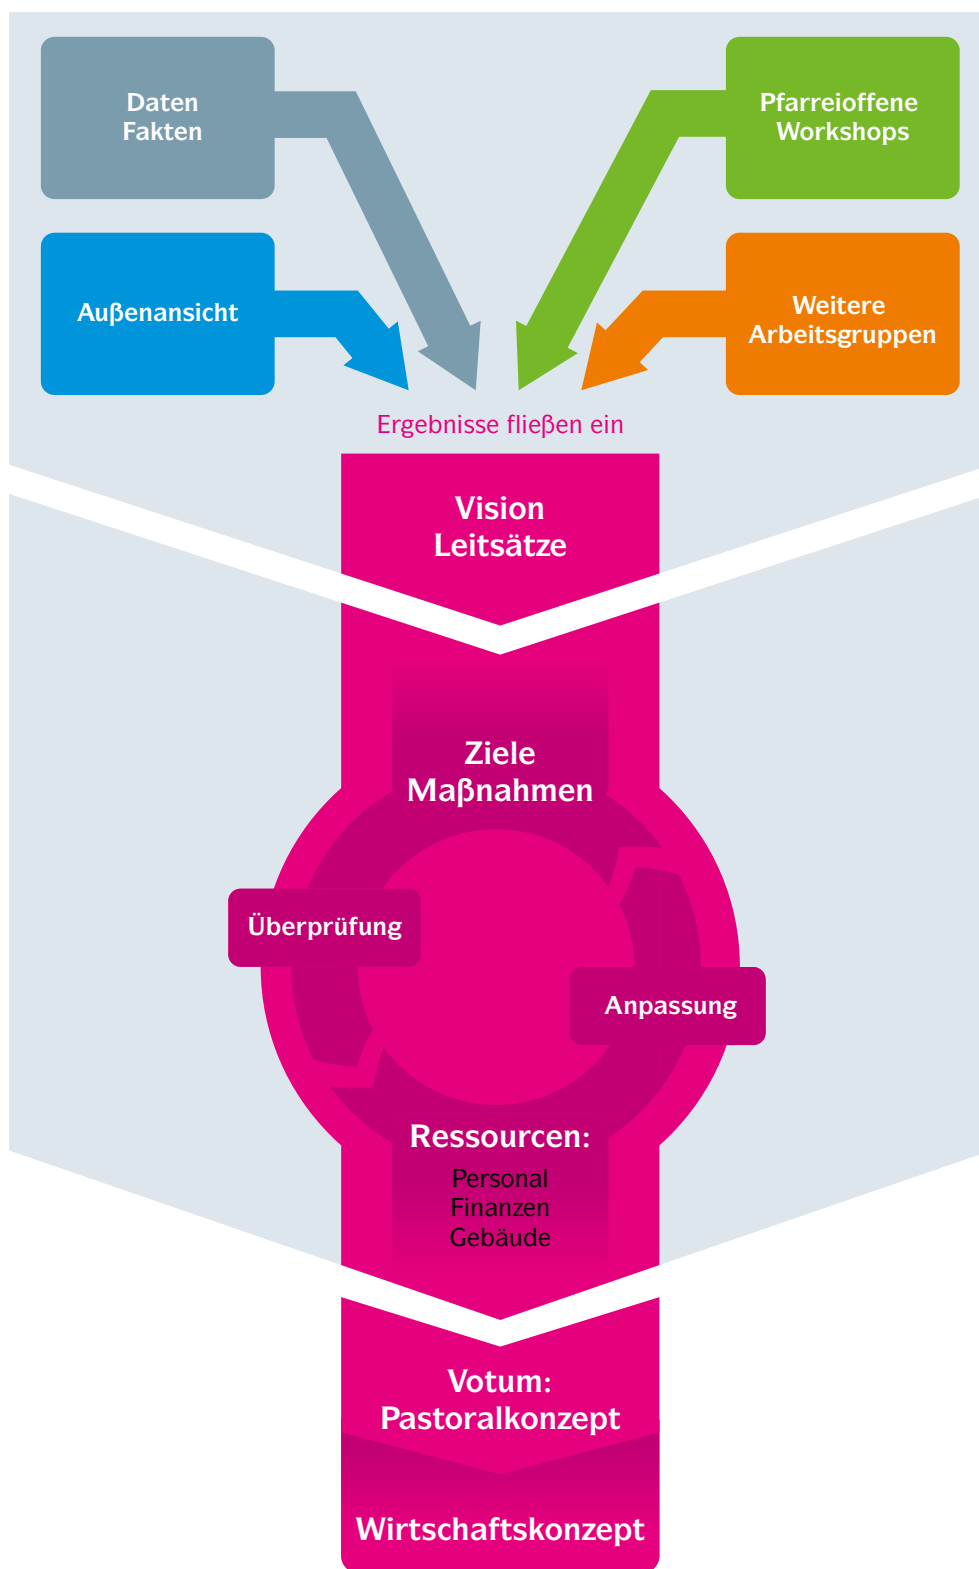 Daten
Fakten
Pfarreioffene
Workshops
Außenansicht
Weitere
Arbeitsgruppen
Ergebnisse fließen ein
Vision
Leitsätze
Ziele
Maßnahmen
Überprüfung
Anpassung
Ressourcen:
Personal
Finanzen
Gebäude
Votum:
Pastoralkonzept
Wirtschaftskonzept